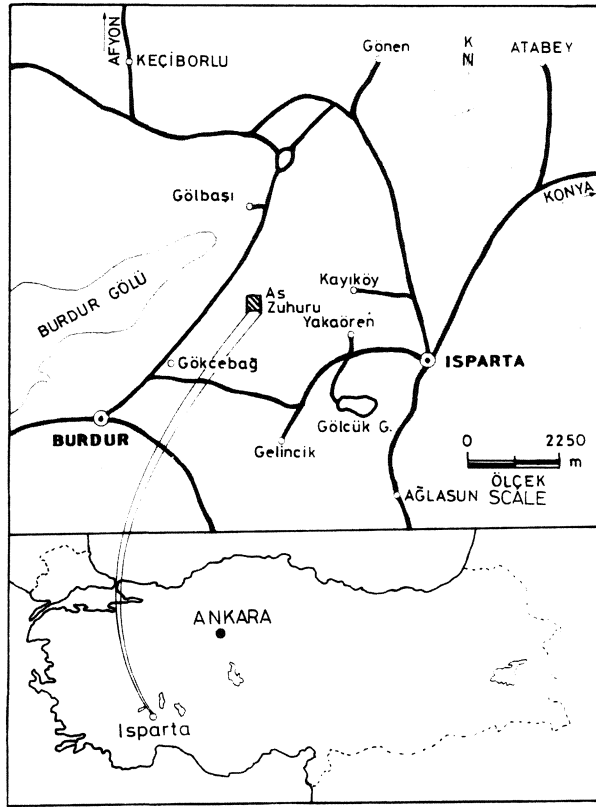 AFYON
KEÇİBORLU
Gönen
K
N
ATABEY
KONYA
Gölbaşı
BURDUR GÖLÜ
As
Zuhuru
Kayıköy
Yakaören
Gökcebağ
ISPARTA
Gölcük G.
BURDUR
Gelincik
0 2250
m
ÖLÇEK
SCALE
AĞLASUN
ANKARA
Isparta